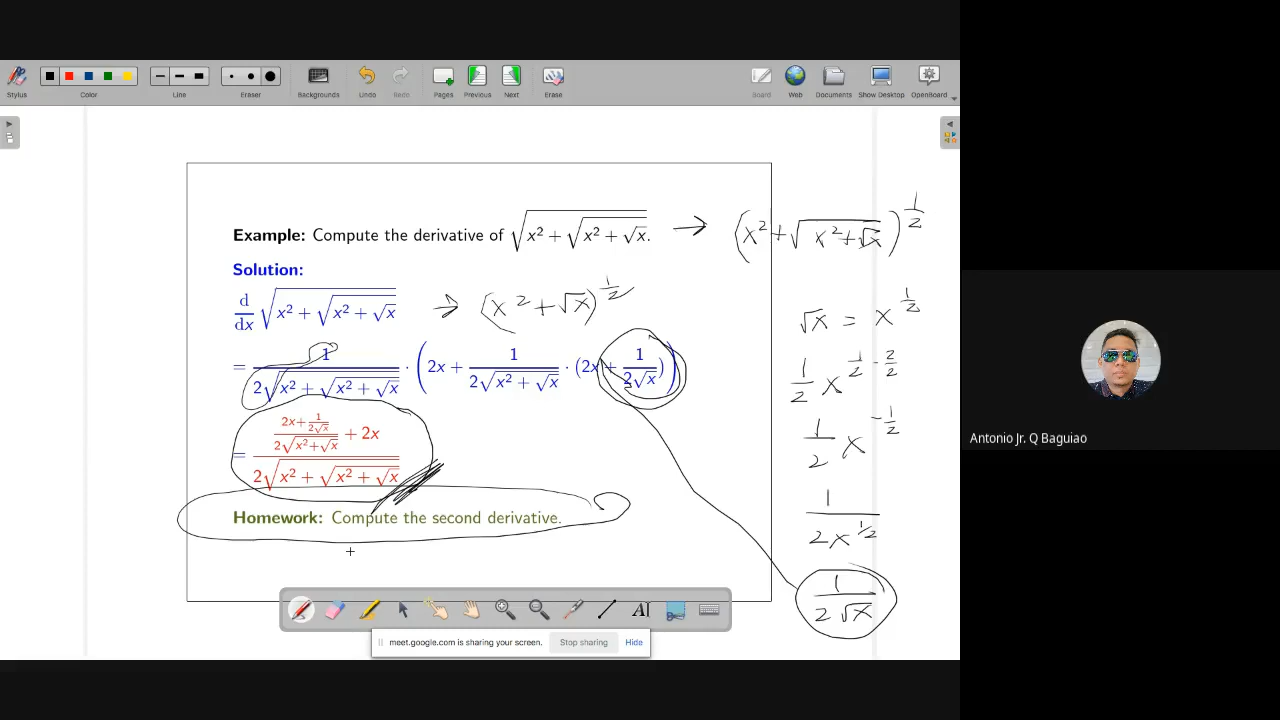 Stylus Color Line Eraser Backgrounds Undo Redo Pages Previous Next Erase Board Web Documents Show Desktop OpenBoard
Example: Compute the derivative of √(x² + √(x² + √x)). → (x² + √(x² + √x))^(1/2)
Solution:
d/dx √(x² + √(x² + √x)) → (x² + √x)^(1/2)
√x = x^(1/2)
= 1/(2√(x² + √(x² + √x))) · (2x + 1/(2√(x² + √x)) · (2x + 1/(2√x)))
1/2 x^(1/2 - 2/2)
= ((2x + 1/(2√x))/(2√(x² + √x)) + 2x)/(2√(x² + √(x² + √x)))
1/2 x^(-1/2)
Homework: Compute the second derivative.
1/(2x^(1/2))
1/(2√x)
meet.google.com is sharing your screen. Stop sharing Hide
Antonio Jr. Q Baguiao